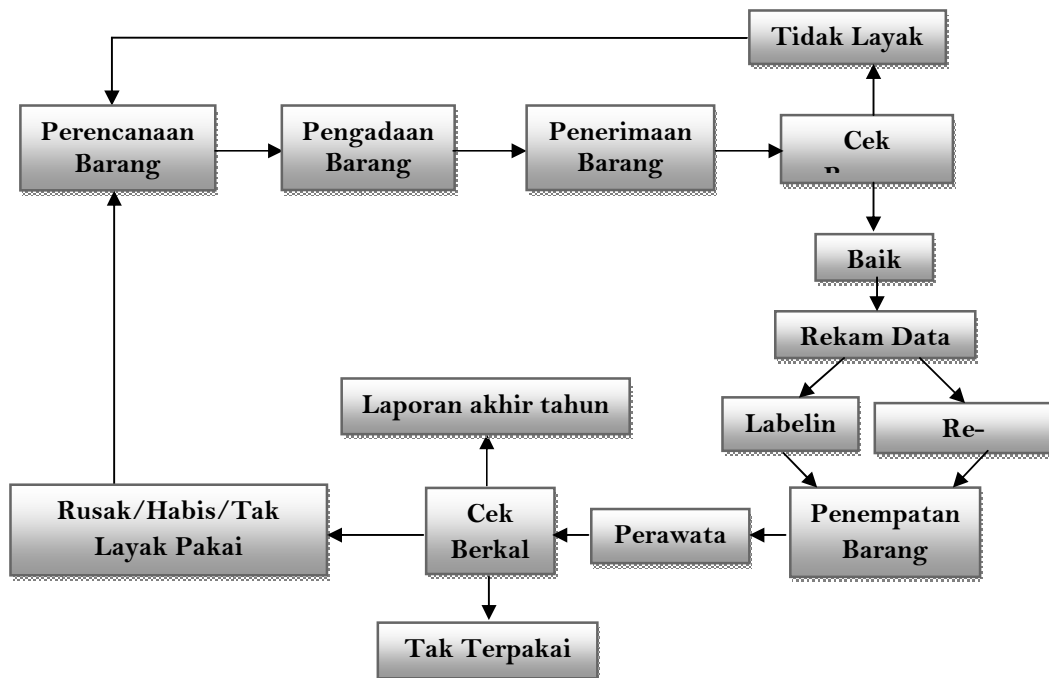 Tidak Layak
Perencanaan
Barang
Pengadaan
Barang
Penerimaan
Barang
Cek
Baik
Rekam Data
Laporan akhir tahun
Labelin
Re-
Rusak/Habis/Tak
Layak Pakai
Cek
Berkal
Perawata
Penempatan
Barang
Tak Terpakai